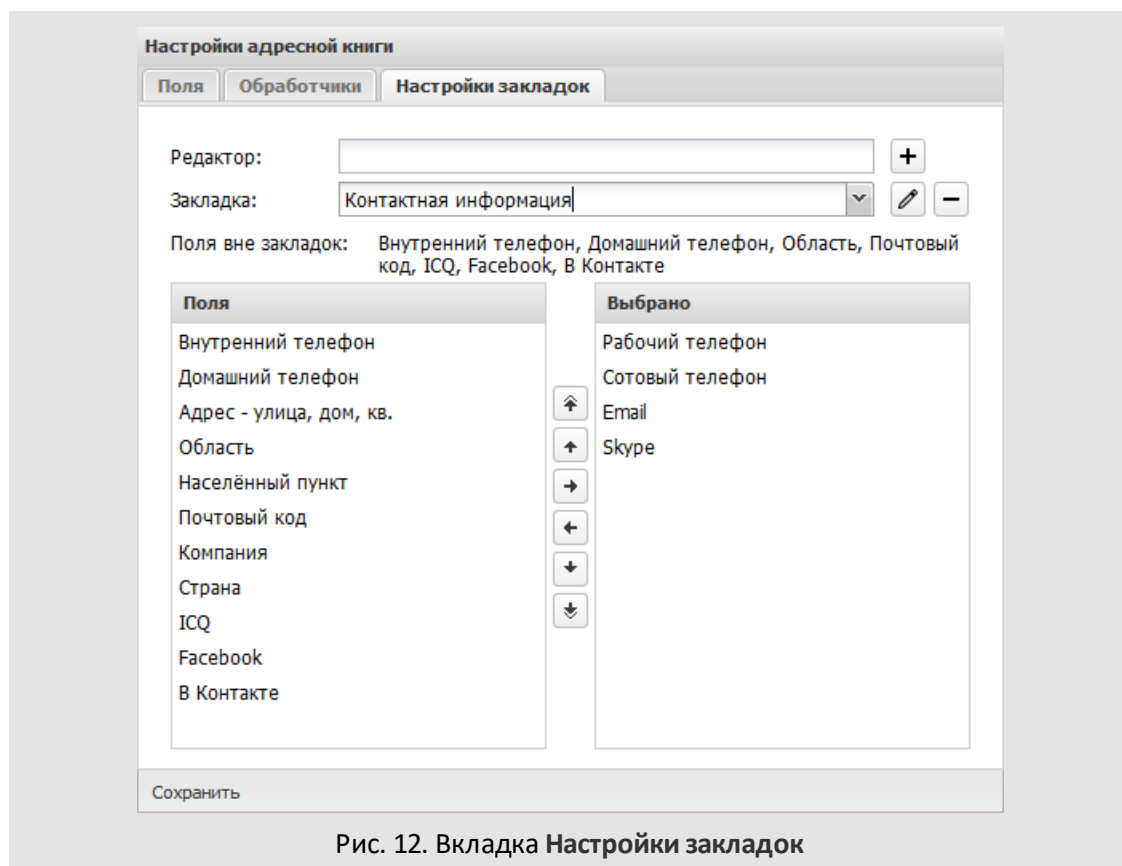 Настройки адресной книги
Поля Обработчики Настройки закладок
Редактор:
Закладка: Контактная информация
Поля вне закладок: Внутренний телефон, Домашний телефон, Область, Почтовый
код, ICQ, Facebook, В Контакте
Поля
Внутренний телефон
Домашний телефон
Адрес - улица, дом, кв.
Область
Населённый пункт
Почтовый код
Компания
Страна
ICQ
Facebook
В Контакте
Выбрано
Рабочий телефон
Сотовый телефон
Email
Skype
Сохранить
Рис. 12. Вкладка Настройки закладок